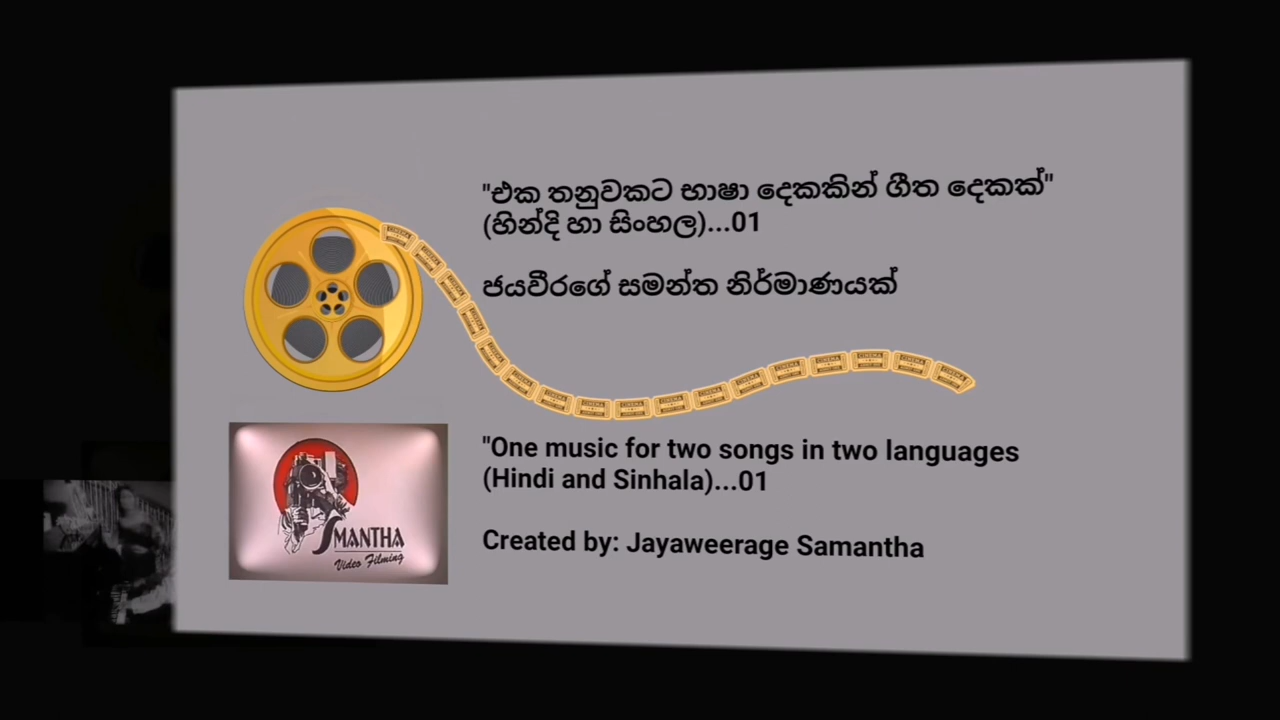 "එක තනුවකට භාෂා දෙකකින් ගීත දෙකක්"
(හින්දි හා සිංහල)...01
ජයවීරගේ සමන්ත නිර්මාණයක්
"One music for two songs in two languages
(Hindi and Sinhala)...01
Created by: Jayaweerage Samantha
SMANTHA
Video Filming
CINEMA